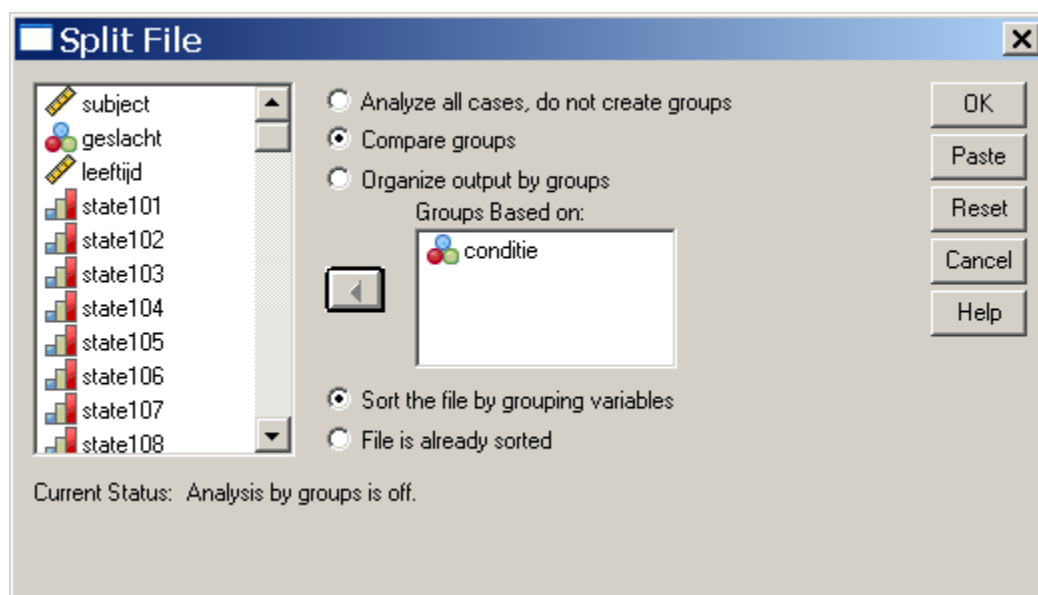 Split File
subject
geslacht
leeftijd
state101
state102
state103
state104
state105
state106
state107
state108
Analyze all cases, do not create groups
Compare groups
Organize output by groups
Groups Based on:
conditie
Sort the file by grouping variables
File is already sorted
OK
Paste
Reset
Cancel
Help
Current Status: Analysis by groups is off.